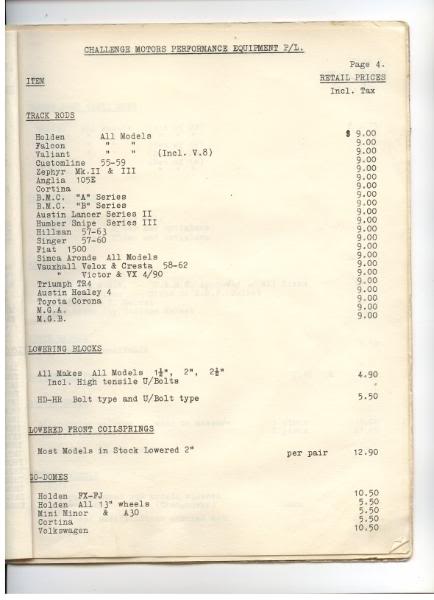 CHALLENGE MOTORS PERFORMANCE EQUIPMENT P/L.
Page 4.
ITEM RETAIL PRICES
Incl. Tax
TRACK RODS
Holden All Models $ 9.00
Falcon " " 9.00
Valiant " " (Incl. V.8) 9.00
Customline 55-59 9.00
Zephyr Mk.II & III 9.00
Anglia 105E 9.00
Cortina 9.00
B.M.C. "A" Series 9.00
B.M.C. "B" Series 9.00
Austin Lancer Series II 9.00
Humber Snipe Series III 9.00
Hillman 57-63 9.00
Singer 57-60 9.00
Fiat 1500 9.00
Simca Aronde All Models 9.00
Vauxhall Velox & Cresta 58-62 9.00
" Victor & VX 4/90 9.00
Triumph TR4 9.00
Austin Healey 4 9.00
Toyota Corona 9.00
M.G.A. 9.00
M.G.B. 9.00
LOWERING BLOCKS
All Makes All Models 1½", 2", 2½" 4.90
Incl. High tensile U/Bolts
HD-HR Bolt type and U/Bolt type 5.50
LOWERED FRONT COILSPRINGS
Most Models in Stock Lowered 2" per pair 12.90
GO-DOMES
Holden FX-FJ 10.50
Holden All 13" wheels 5.50
Mini Minor & A30 5.50
Cortina 5.50
Volkswagen 10.50